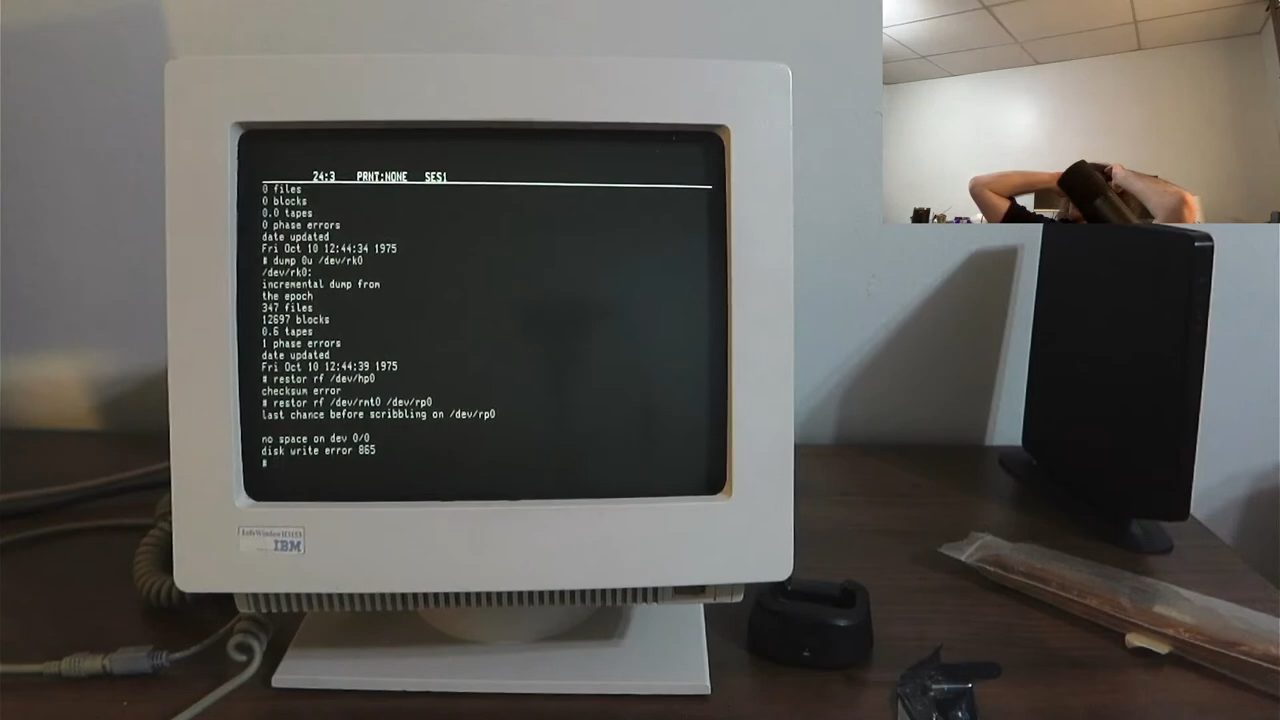 24:3 PRNT:NONE SES1
0 files
0 blocks
0.0 tapes
0 phase errors
date updated
Fri Oct 10 12:44:34 1975
# dump 0u /dev/rk0
/dev/rk0:
incremental dump from
the epoch
347 files
12697 blocks
0.6 tapes
1 phase errors
date updated
Fri Oct 10 12:44:39 1975
# restor rf /dev/hp0
checksum error
# restor rf /dev/rmt0 /dev/rp0
last chance before scribbling on /dev/rp0
no space on dev 0/0
disk write error 865
#
InfoWindow II 3153
IBM